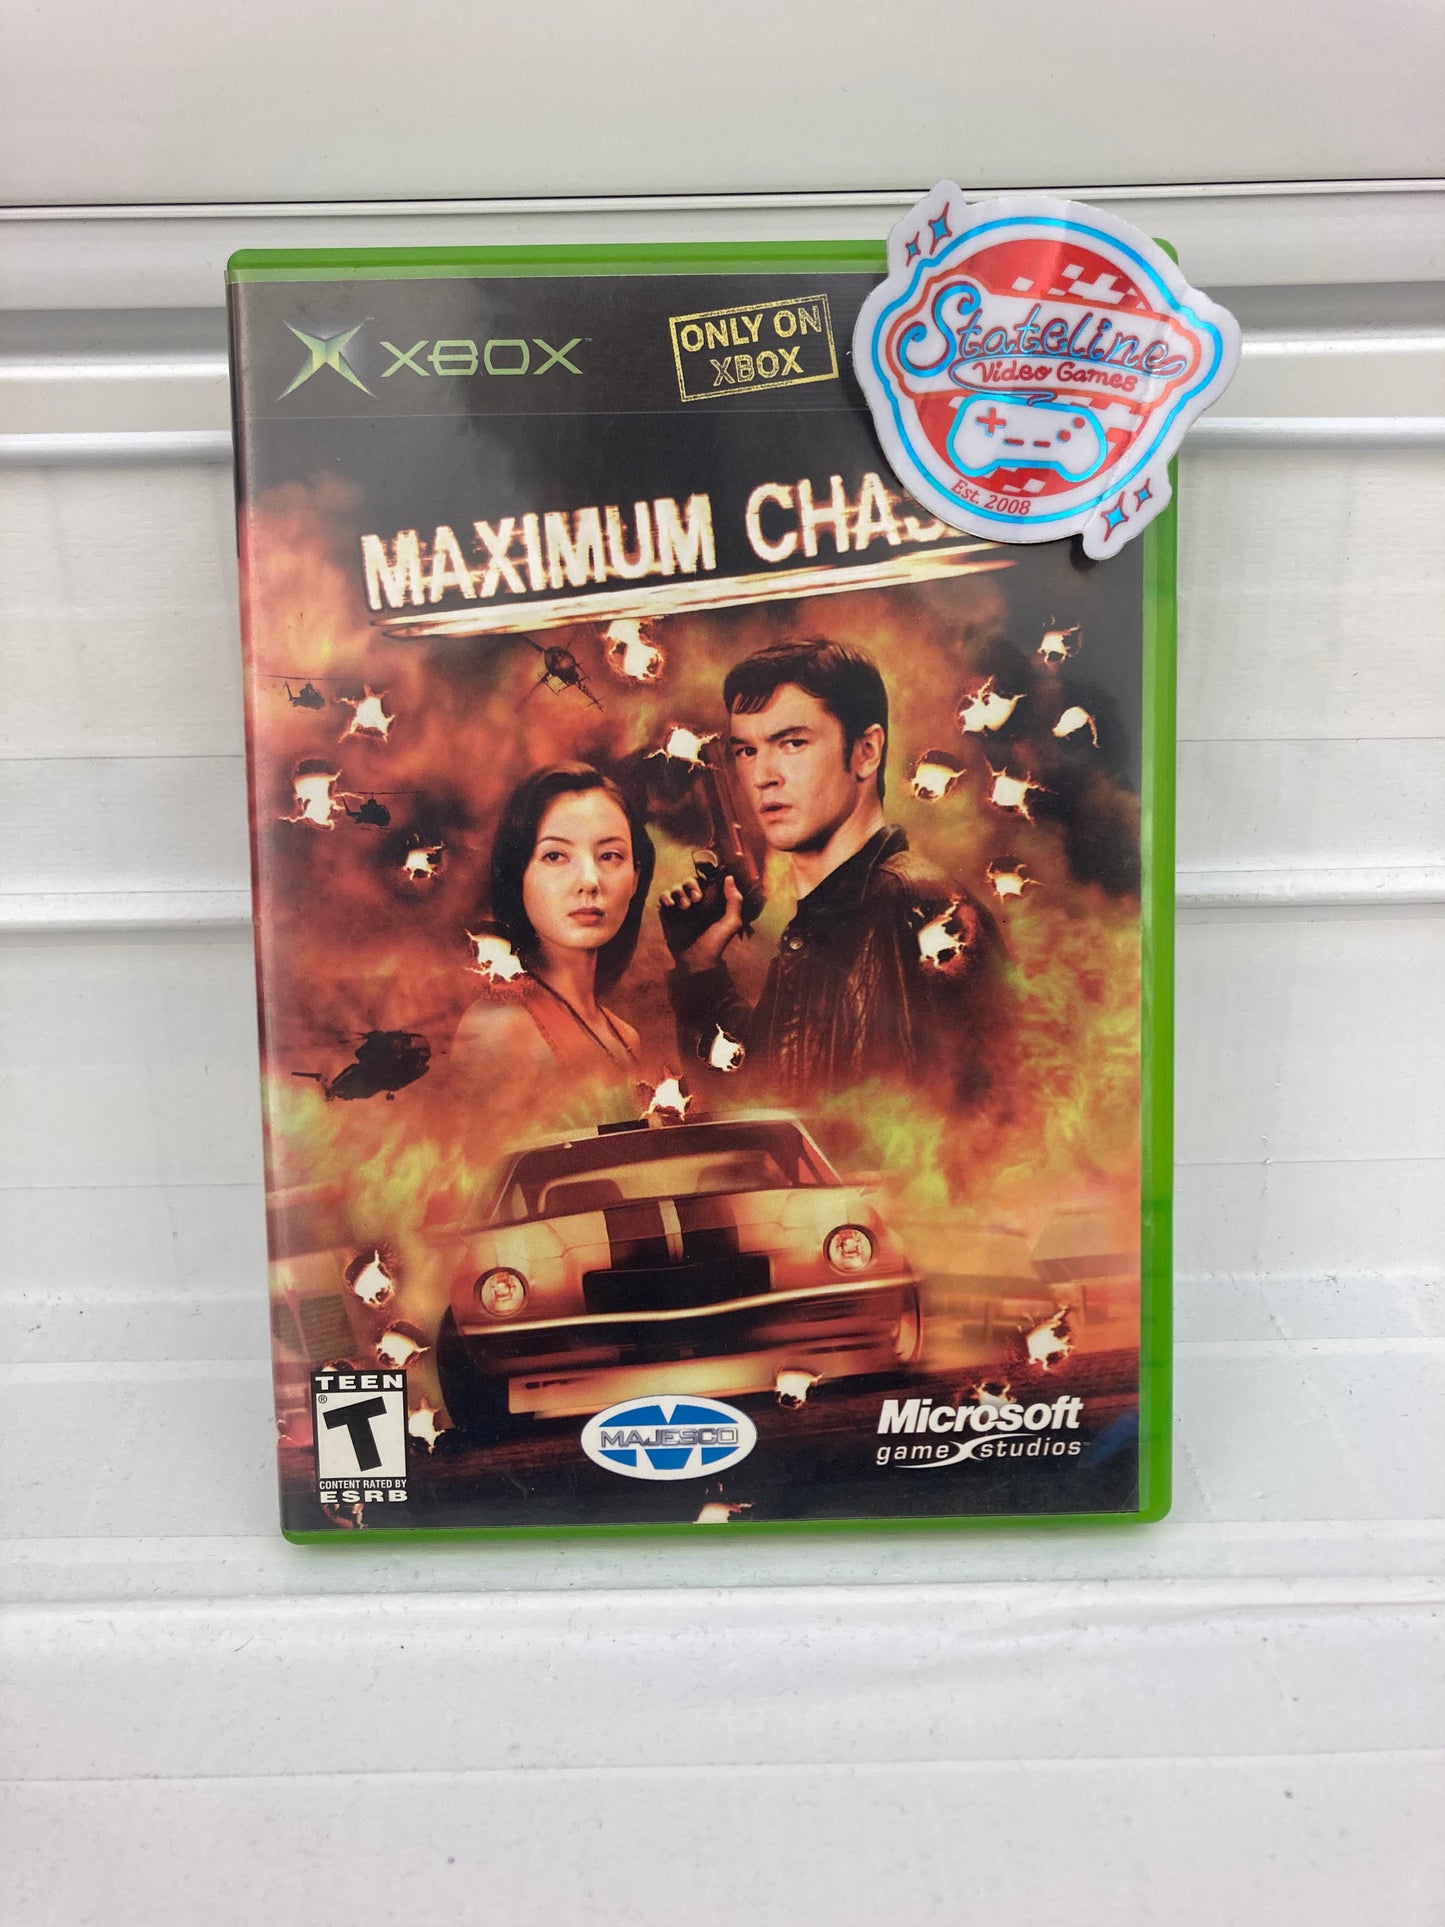 XBOX
ONLY ON
XBOX
Stateline
Video Games
Est. 2008
MAXIMUM
TEEN
T
CONTENT RATED BY
ESRB
MAJESCO
Microsoft
game studios